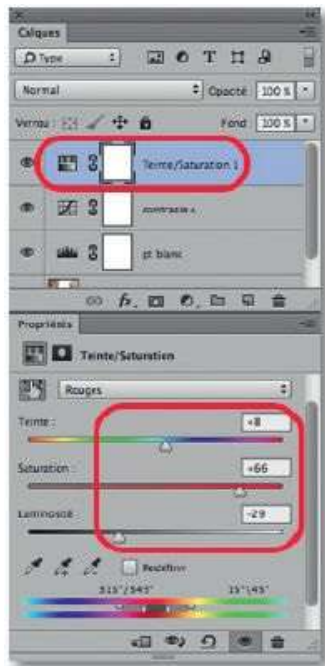 Calques
Type
T
Normal
Opacité : 100 %
Verrou :
Fond : 100 %
Teinte/Saturation 1
pt blanc
fx
Propriétés
Teinte/Saturation
Rouges
Teinte :
+8
Saturation :
+66
Luminosité :
-29
Redéfinir
315°/345° 15°\45°